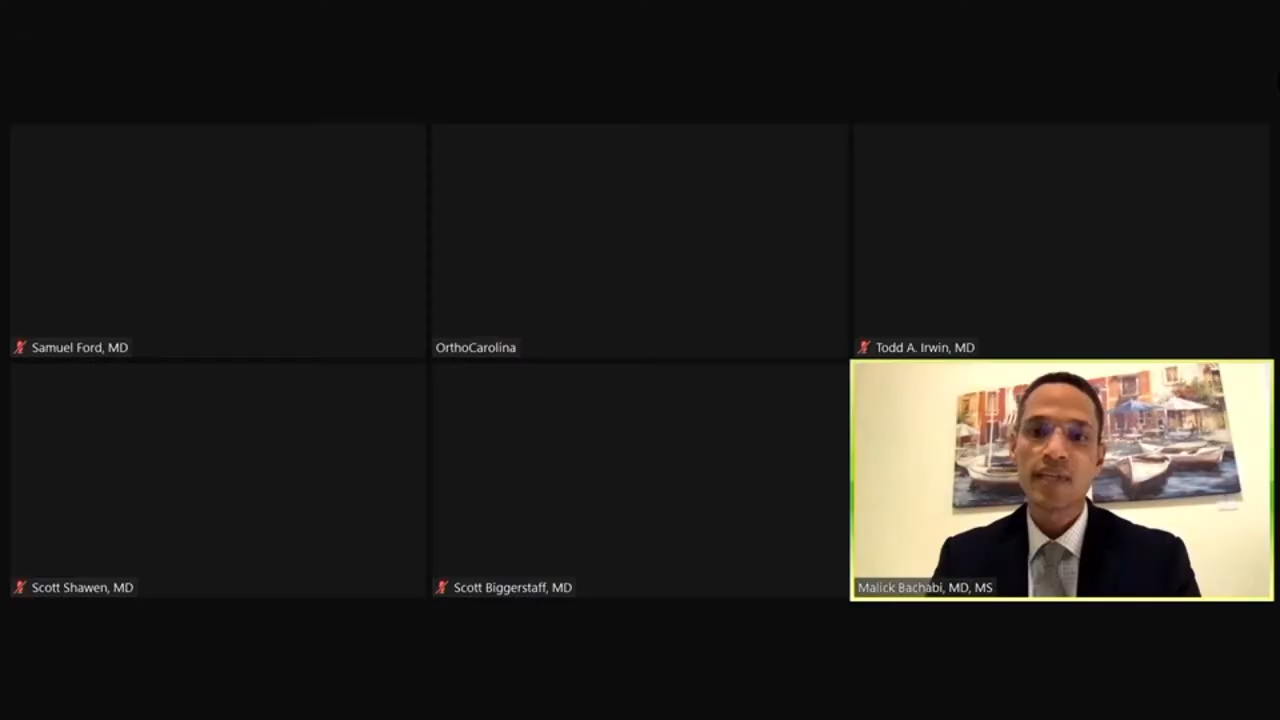 Samuel Ford, MD
OrthoCarolina
Todd A. Irwin, MD
Scott Shawen, MD
Scott Biggerstaff, MD
Malick Bachabi, MD, MS